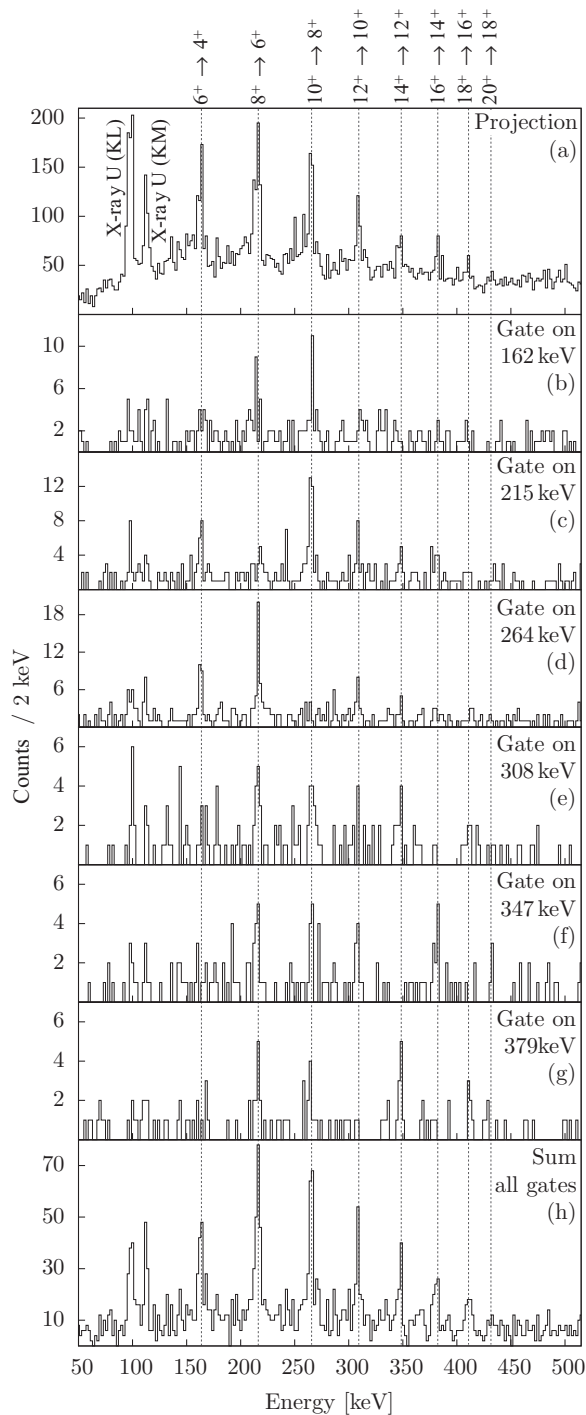 6⁺ → 4⁺
8⁺ → 6⁺
10⁺ → 8⁺
12⁺ → 10⁺
14⁺ → 12⁺
16⁺ → 14⁺
18⁺ → 16⁺
20⁺ → 18⁺
200
150
100
50
X-ray U (KL)
X-ray U (KM)
Projection
(a)
10
6
2
Gate on
162 keV
(b)
12
8
4
Gate on
215 keV
(c)
18
12
6
Gate on
264 keV
(d)
Counts / 2 keV
6
4
2
Gate on
308 keV
(e)
6
4
2
Gate on
347 keV
(f)
6
4
2
Gate on
379keV
(g)
70
50
30
10
Sum
all gates
(h)
50 100 150 200 250 300 350 400 450 500
Energy [keV]